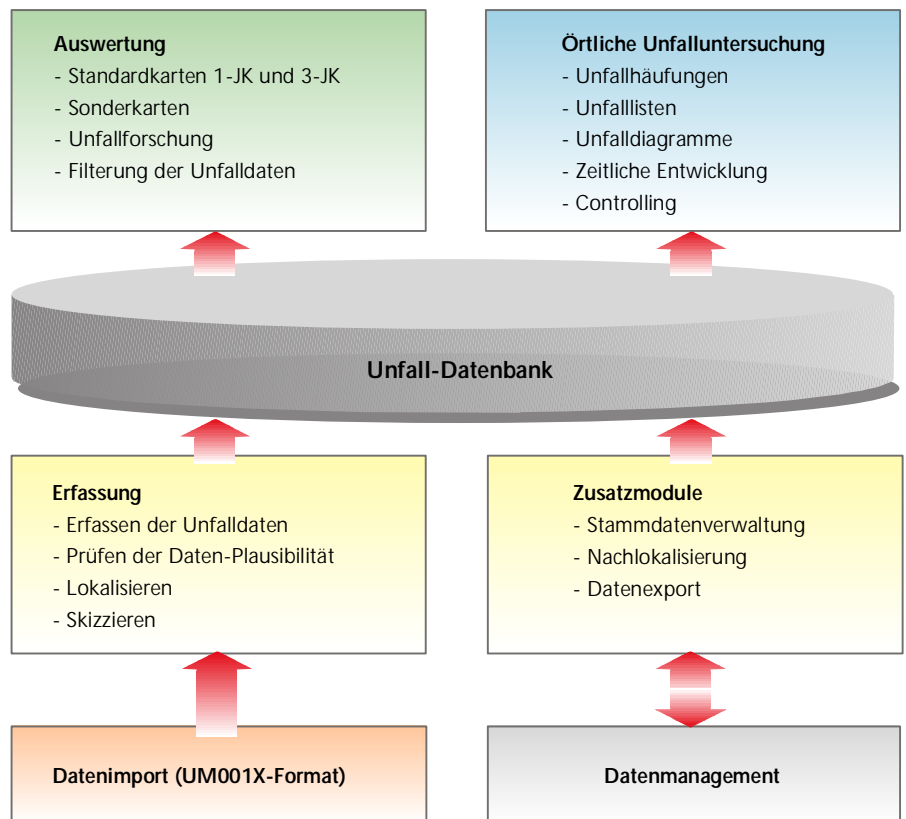 Auswertung
- Standardkarten 1-JK und 3-JK
- Sonderkarten
- Unfallforschung
- Filterung der Unfalldaten
Örtliche Unfalluntersuchung
- Unfallhäufungen
- Unfalllisten
- Unfalldiagramme
- Zeitliche Entwicklung
- Controlling
Unfall-Datenbank
Erfassung
- Erfassen der Unfalldaten
- Prüfen der Daten-Plausibilität
- Lokalisieren
- Skizzieren
Zusatzmodule
- Stammdatenverwaltung
- Nachlokalisierung
- Datenexport
Datenimport (UM001X-Format)
Datenmanagement